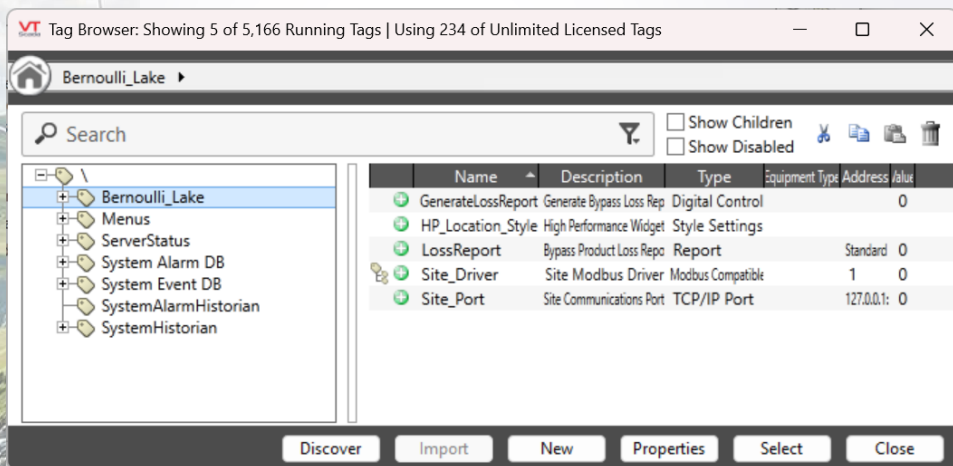 VT Scada Tag Browser: Showing 5 of 5,166 Running Tags | Using 234 of Unlimited Licensed Tags
Bernoulli_Lake
Search
Show Children
Show Disabled
\
Bernoulli_Lake
Menus
ServerStatus
System Alarm DB
System Event DB
SystemAlarmHistorian
SystemHistorian
Name Description Type Equipment Type Address Value
GenerateLossReport Generate Bypass Loss Rep Digital Control 0
HP_Location_Style High Performance Widget Style Settings
LossReport Bypass Product Loss Repo Report Standard 0
Site_Driver Site Modbus Driver Modbus Compatible 1 0
Site_Port Site Communications Port TCP/IP Port 127.0.0.1: 0
Discover Import New Properties Select Close